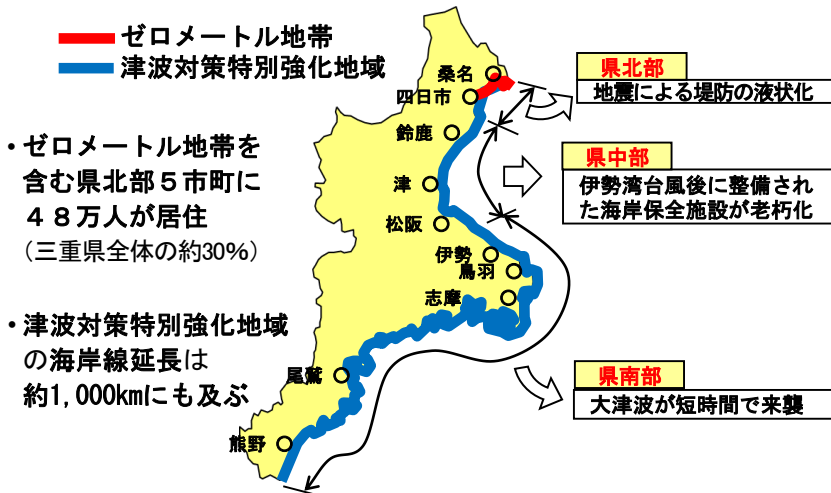 ゼロメートル地帯
津波対策特別強化地域
・ゼロメートル地帯を
含む県北部5市町に
48万人が居住
(三重県全体の約30%)
・津波対策特別強化地域
の海岸線延長は
約1,000kmにも及ぶ
桑名
四日市
鈴鹿
津
松阪
伊勢
鳥羽
志摩
尾鷲
熊野
県北部
地震による堤防の液状化
県中部
伊勢湾台風後に整備され
た海岸保全施設が老朽化
県南部
大津波が短時間で来襲